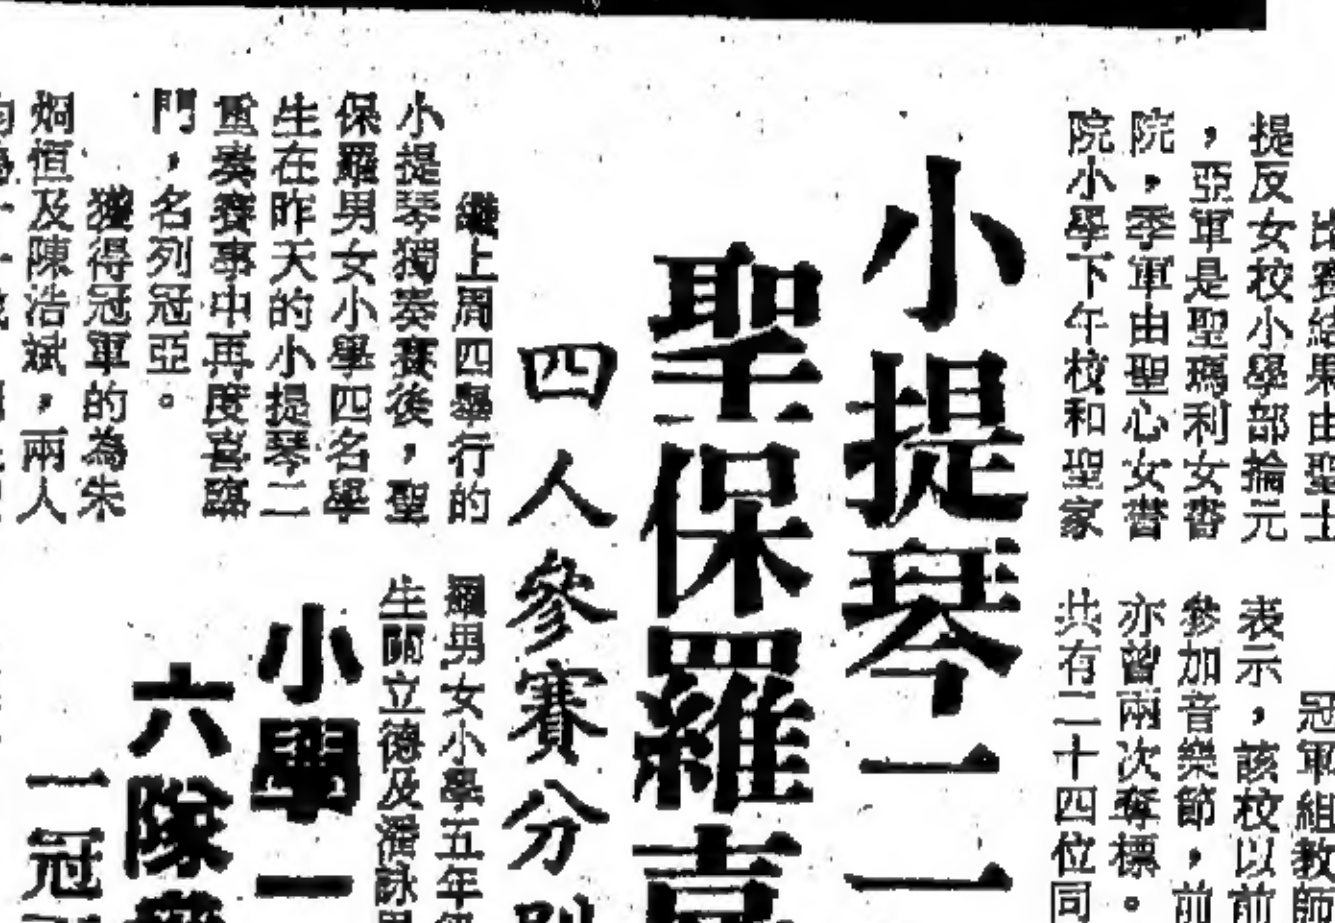 比賽結果由聖士
提反女校小學部掄元
，亞軍是聖瑪利女書
院，季軍由聖心女書
院小學下午校和聖家
冠軍組教師
表示，該校以前
參加音樂節，前
亦曾兩次奪標。
共有二十四位同
小提琴二
聖保羅
四人參賽分別
繼上周四舉行的
小提琴獨奏賽後，聖
保羅男女小學四名學
生在昨天的小提琴二
重奏賽事中再度喜臨
門，名列冠亞。
獲得冠軍的為朱
烱恒及陳浩斌，兩人
羅男女小學五年
生關立德及潘詠
小學一
六隊
一冠